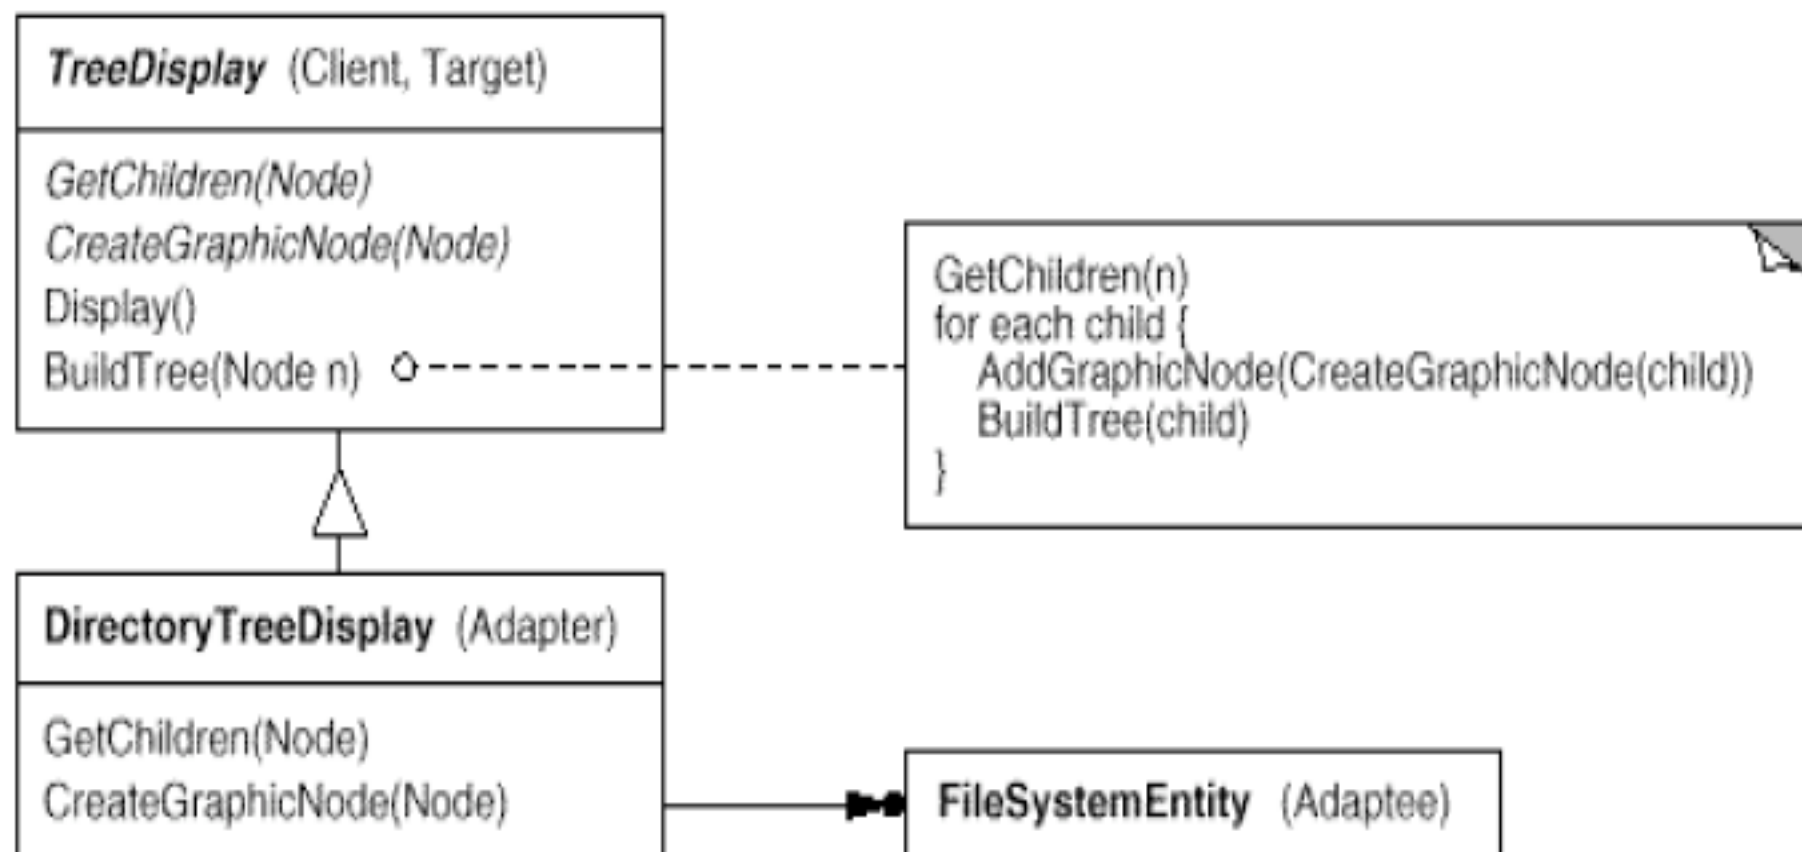 TreeDisplay (Client, Target)
GetChildren(Node)
CreateGraphicNode(Node)
Display()
BuildTree(Node n)
GetChildren(n)
for each child {
AddGraphicNode(CreateGraphicNode(child))
BuildTree(child)
}
DirectoryTreeDisplay (Adapter)
GetChildren(Node)
CreateGraphicNode(Node)
FileSystemEntity (Adaptee)